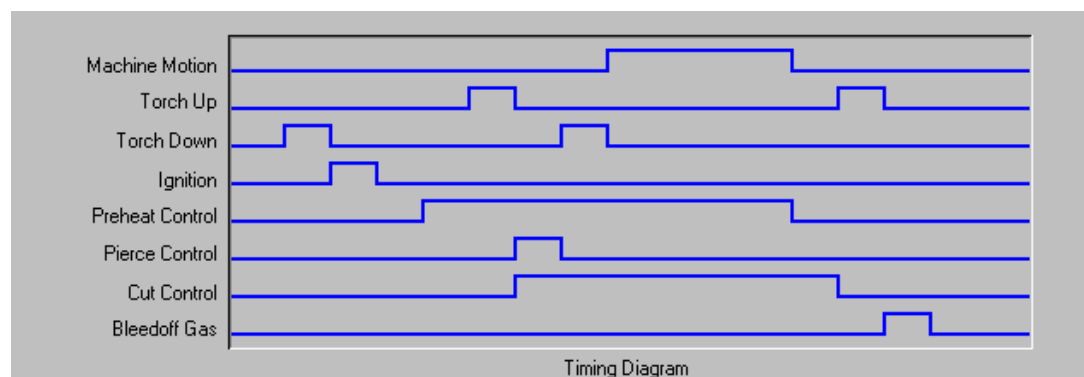 Machine Motion
Torch Up
Torch Down
Ignition
Preheat Control
Pierce Control
Cut Control
Bleedoff Gas
Timing Diagram